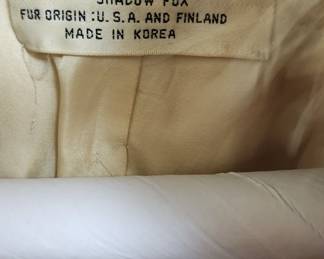 SHADOW FOX
FUR ORIGIN :U. S. A. AND FINLAND
MADE IN KOREA